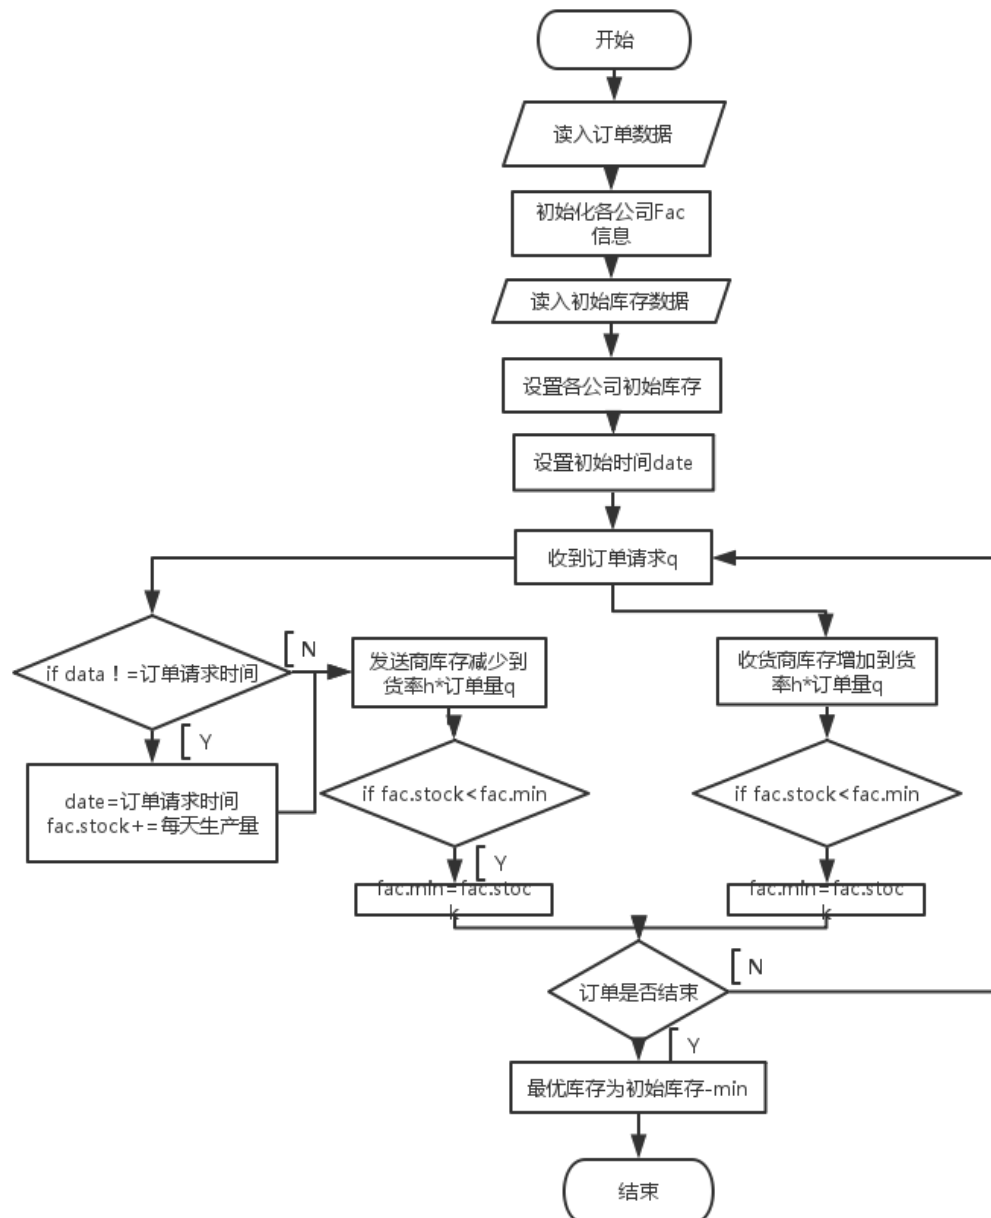 开始
读入订单数据
初始化各公司Fac
信息
读入初始库存数据
设置各公司初始库存
设置初始时间date
收到订单请求q
if data！=订单请求时间
N
发送商库存减少到
货率h*订单量q
收货商库存增加到货
率h*订单量q
Y
date=订单请求时间
fac.stock+=每天生产量
if fac.stock<fac.min
if fac.stock<fac.min
Y
fac.min=fac.stoc
k
fac.min=fac.stoc
k
订单是否结束
N
Y
最优库存为初始库存-min
结束